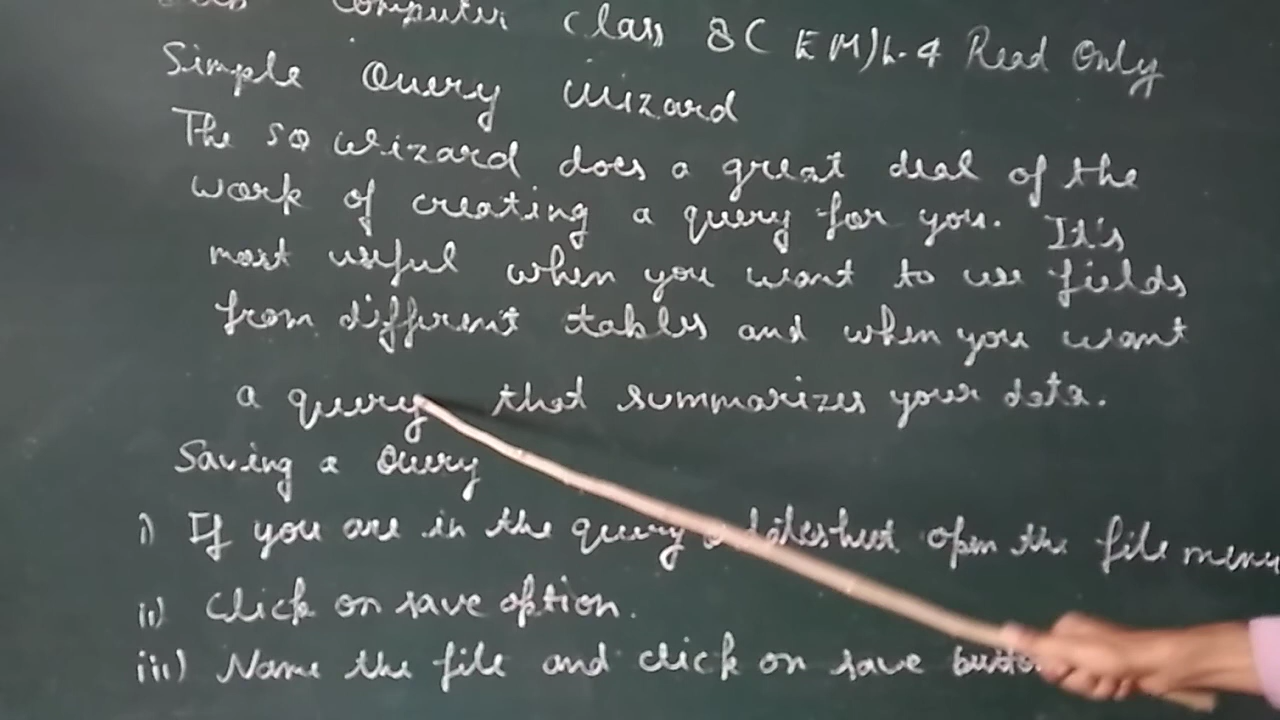 Sub Computer Class 8( EM)L-4 Read Only
Simple Query Wizard
The SQ Wizard does a great deal of the
work of creating a query for you. It's
most useful when you want to use fields
from different tables and when you want
a query that summarizes your data.
Saving a Query
i) If you are in the query datasheet open the file menu
ii) Click on save option.
iii) Name the file and click on save button